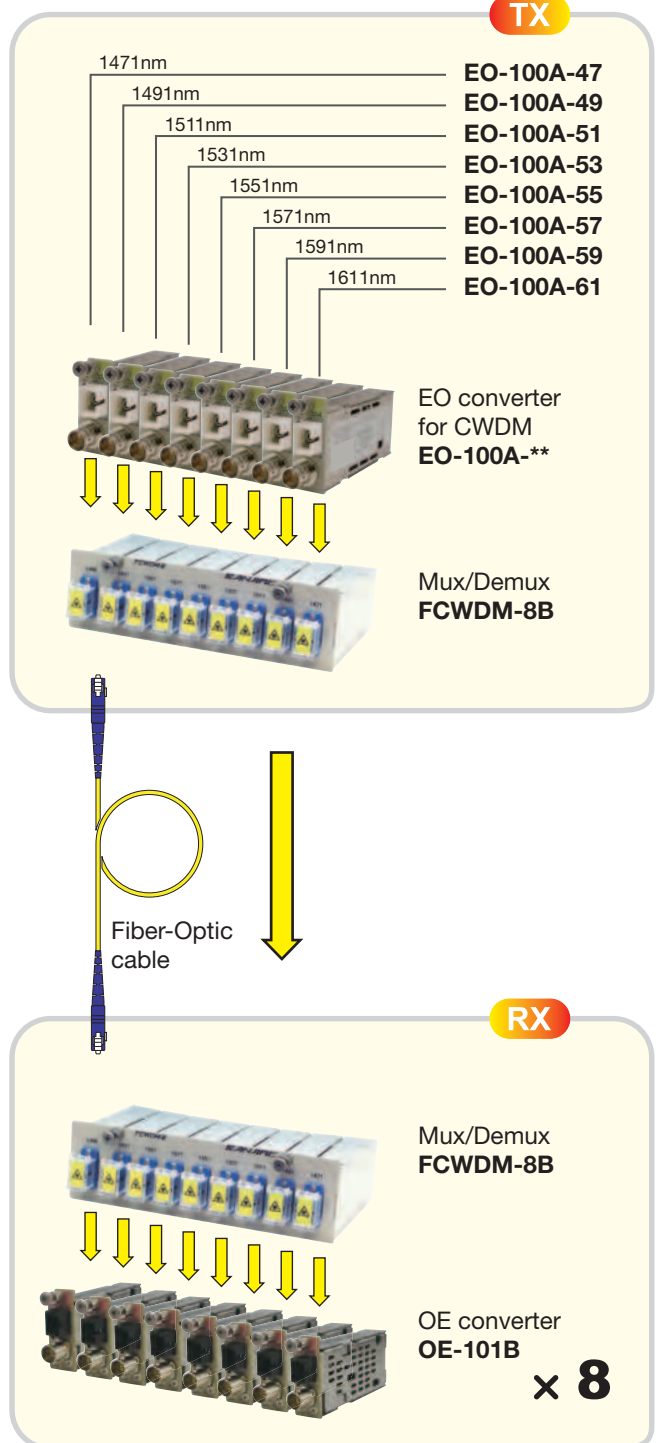 TX
1471nm EO-100A-47
1491nm EO-100A-49
1511nm EO-100A-51
1531nm EO-100A-53
1551nm EO-100A-55
1571nm EO-100A-57
1591nm EO-100A-59
1611nm EO-100A-61
EO converter
for CWDM
EO-100A-**
Mux/Demux
FCWDM-8B
Fiber-Optic
cable
RX
Mux/Demux
FCWDM-8B
OE converter
OE-101B
× 8